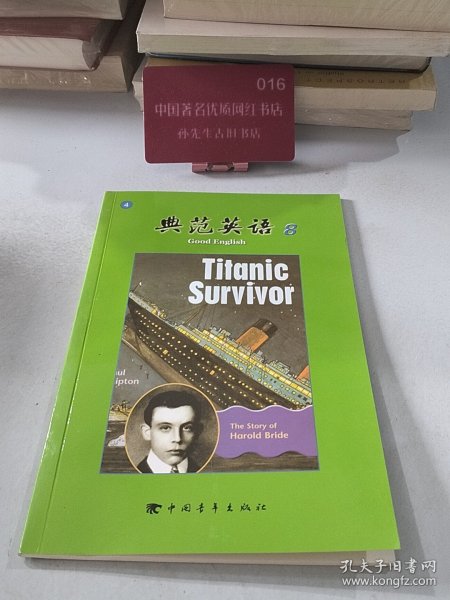 016
中国著名优质网红书店
孙先生古旧书店
4
典范英语 8
Good English
Titanic
Survivor
The Story of
Harold Bride
中国青年出版社
孔夫子旧书网
www.kongfz.com